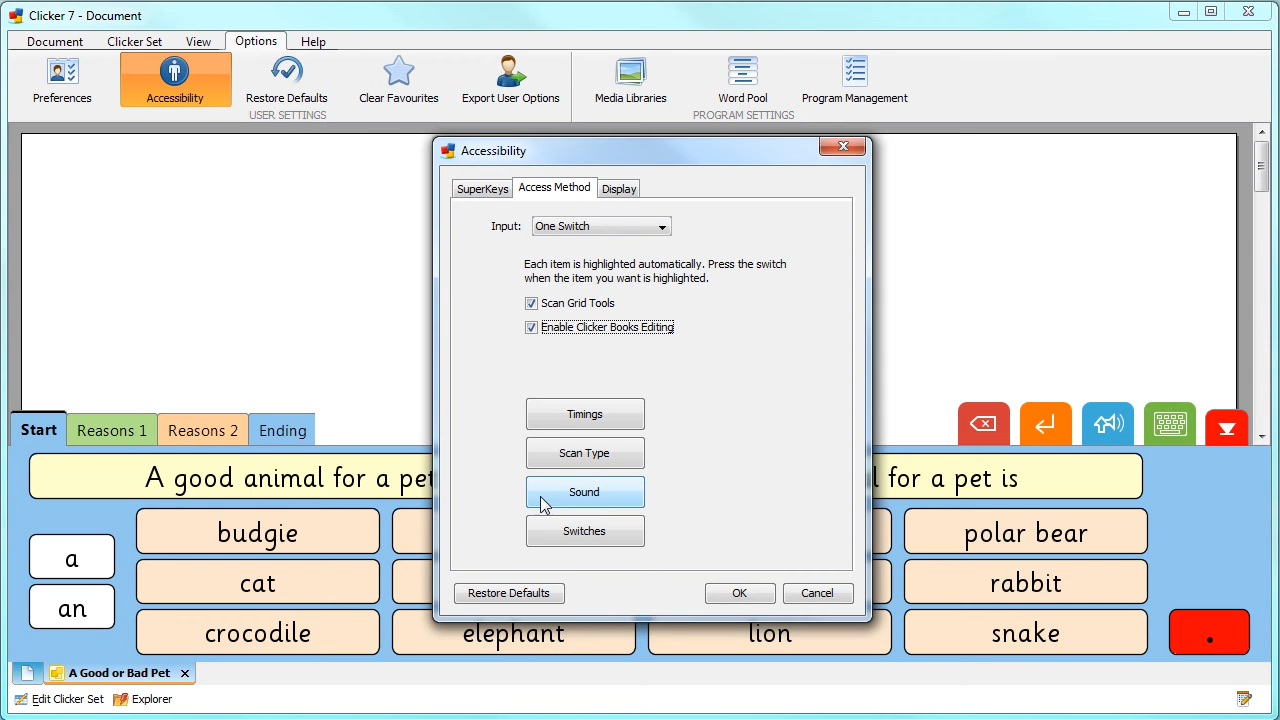 Clicker 7 - Document
Document Clicker Set View Options Help
Preferences Accessibility Restore Defaults Clear Favourites Export User Options Media Libraries Word Pool Program Management
USER SETTINGS PROGRAM SETTINGS
Accessibility
SuperKeys Access Method Display
Input: One Switch
Each item is highlighted automatically. Press the switch
when the item you want is highlighted.
Scan Grid Tools
Enable Clicker Books Editing
Timings
Scan Type
Sound
Switches
Restore Defaults OK Cancel
Start Reasons 1 Reasons 2 Ending
A good animal for a pet for a pet is
a budgie polar bear
an cat rabbit
crocodile elephant lion snake .
A Good or Bad Pet
Edit Clicker Set Explorer